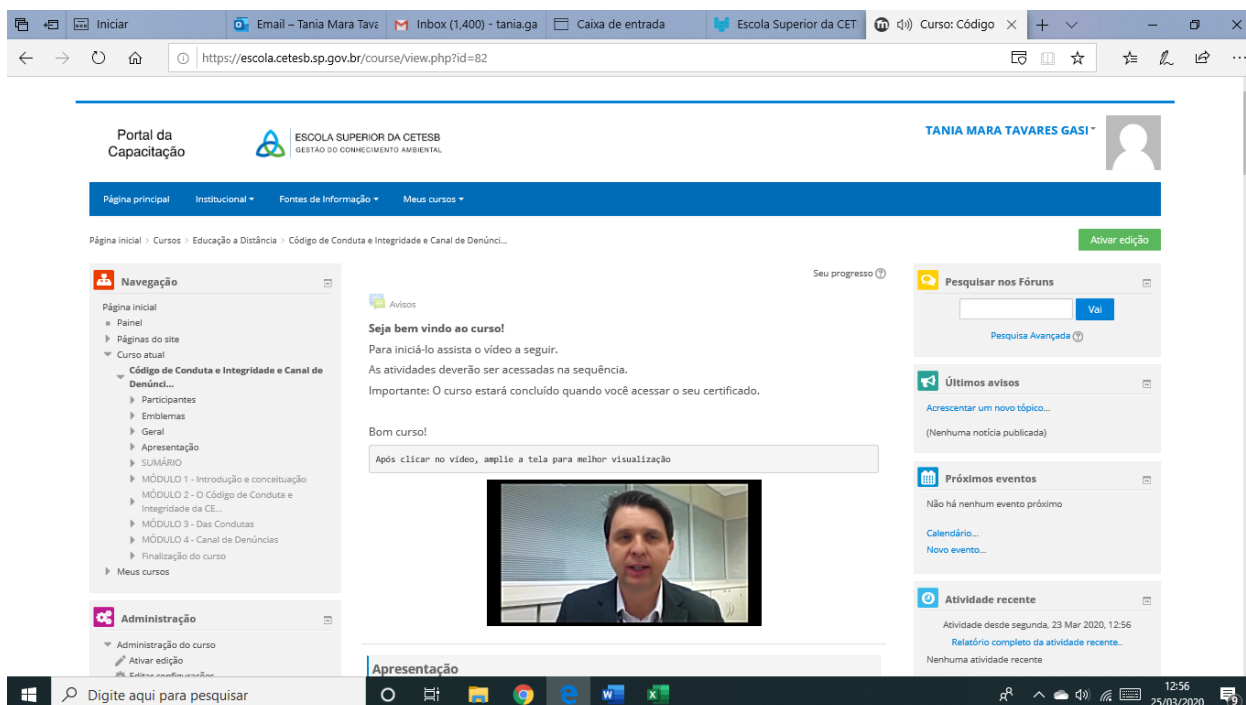 Iniciar
Email – Tania Mara Tava
Inbox (1,400) - tania.ga
Caixa de entrada
Escola Superior da CET
Curso: Código
https://escola.cetesb.sp.gov.br/course/view.php?id=82
Portal da
Capacitação
ESCOLA SUPERIOR DA CETESB
GESTÃO DO CONHECIMENTO AMBIENTAL
TANIA MARA TAVARES GASI
Página principal
Institucional
Fontes de Informação
Meus cursos
Página inicial > Cursos > Educação a Distância > Código de Conduta e Integridade e Canal de Denúnci...
Ativar edição
Navegação
Página inicial
Painel
Páginas do site
Curso atual
Código de Conduta e Integridade e Canal de
Denúnci...
Participantes
Emblemas
Geral
Apresentação
SUMÁRIO
MÓDULO 1 - Introdução e conceituação
MÓDULO 2 - O Código de Conduta e
Integridade da CE...
MÓDULO 3 - Das Condutas
MÓDULO 4 - Canal de Denúncias
Finalização do curso
Meus cursos
Administração
Administração do curso
Ativar edição
Editar configurações
Seu progresso
Avisos
Seja bem vindo ao curso!
Para iniciá-lo assista o vídeo a seguir.
As atividades deverão ser acessadas na sequência.
Importante: O curso estará concluído quando você acessar o seu certificado.
Bom curso!
Após clicar no vídeo, amplie a tela para melhor visualização
Apresentação
Pesquisar nos Fóruns
Vai
Pesquisa Avançada
Últimos avisos
Acrescentar um novo tópico...
(Nenhuma notícia publicada)
Próximos eventos
Não há nenhum evento próximo
Calendário...
Novo evento...
Atividade recente
Atividade desde segunda, 23 Mar 2020, 12:56
Relatório completo da atividade recente..
Nenhuma atividade recente
Digite aqui para pesquisar
12:56
25/03/2020
9